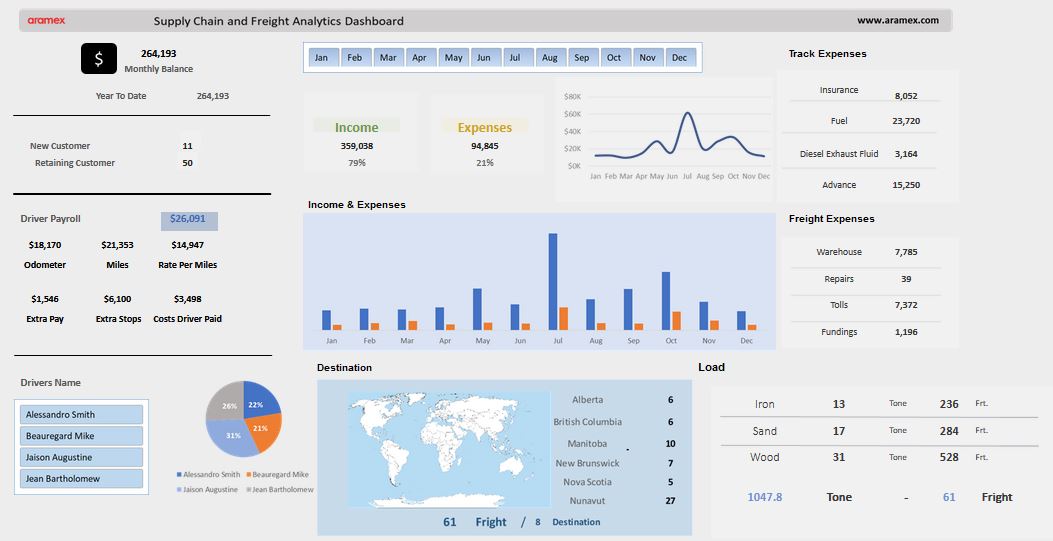 aramex
Supply Chain and Freight Analytics Dashboard
www.aramex.com
$
264,193
Monthly Balance
Year To Date 264,193
New Customer 11
Retaining Customer 50
Driver Payroll $26,091
$18,170 $21,353 $14,947
Odometer Miles Rate Per Miles
$1,546 $6,100 $3,498
Extra Pay Extra Stops Costs Driver Paid
Drivers Name
Alessandro Smith
Beauregard Mike
Jaison Augustine
Jean Bartholomew
26% 22%
31% 21%
Alessandro Smith Beauregard Mike
Jaison Augustine Jean Bartholomew
Jan Feb Mar Apr May Jun Jul Aug Sep Oct Nov Dec
Income Expenses
359,038 94,845
79% 21%
$80K
$60K
$40K
$20K
$0K
Jan Feb Mar Apr May Jun Jul Aug Sep Oct Nov Dec
Income & Expenses
Jan Feb Mar Apr May Jun Jul Aug Sep Oct Nov Dec
Track Expenses
Insurance 8,052
Fuel 23,720
Diesel Exhaust Fluid 3,164
Advance 15,250
Freight Expenses
Warehouse 7,785
Repairs 39
Tolls 7,372
Fundings 1,196
Destination
Alberta 6
British Columbia 6
Manitoba 10
New Brunswick 7
Nova Scotia 5
Nunavut 27
61 Fright / 8 Destination
Load
Iron 13 Tone 236 Frt.
Sand 17 Tone 284 Frt.
Wood 31 Tone 528 Frt.
1047.8 Tone - 61 Fright